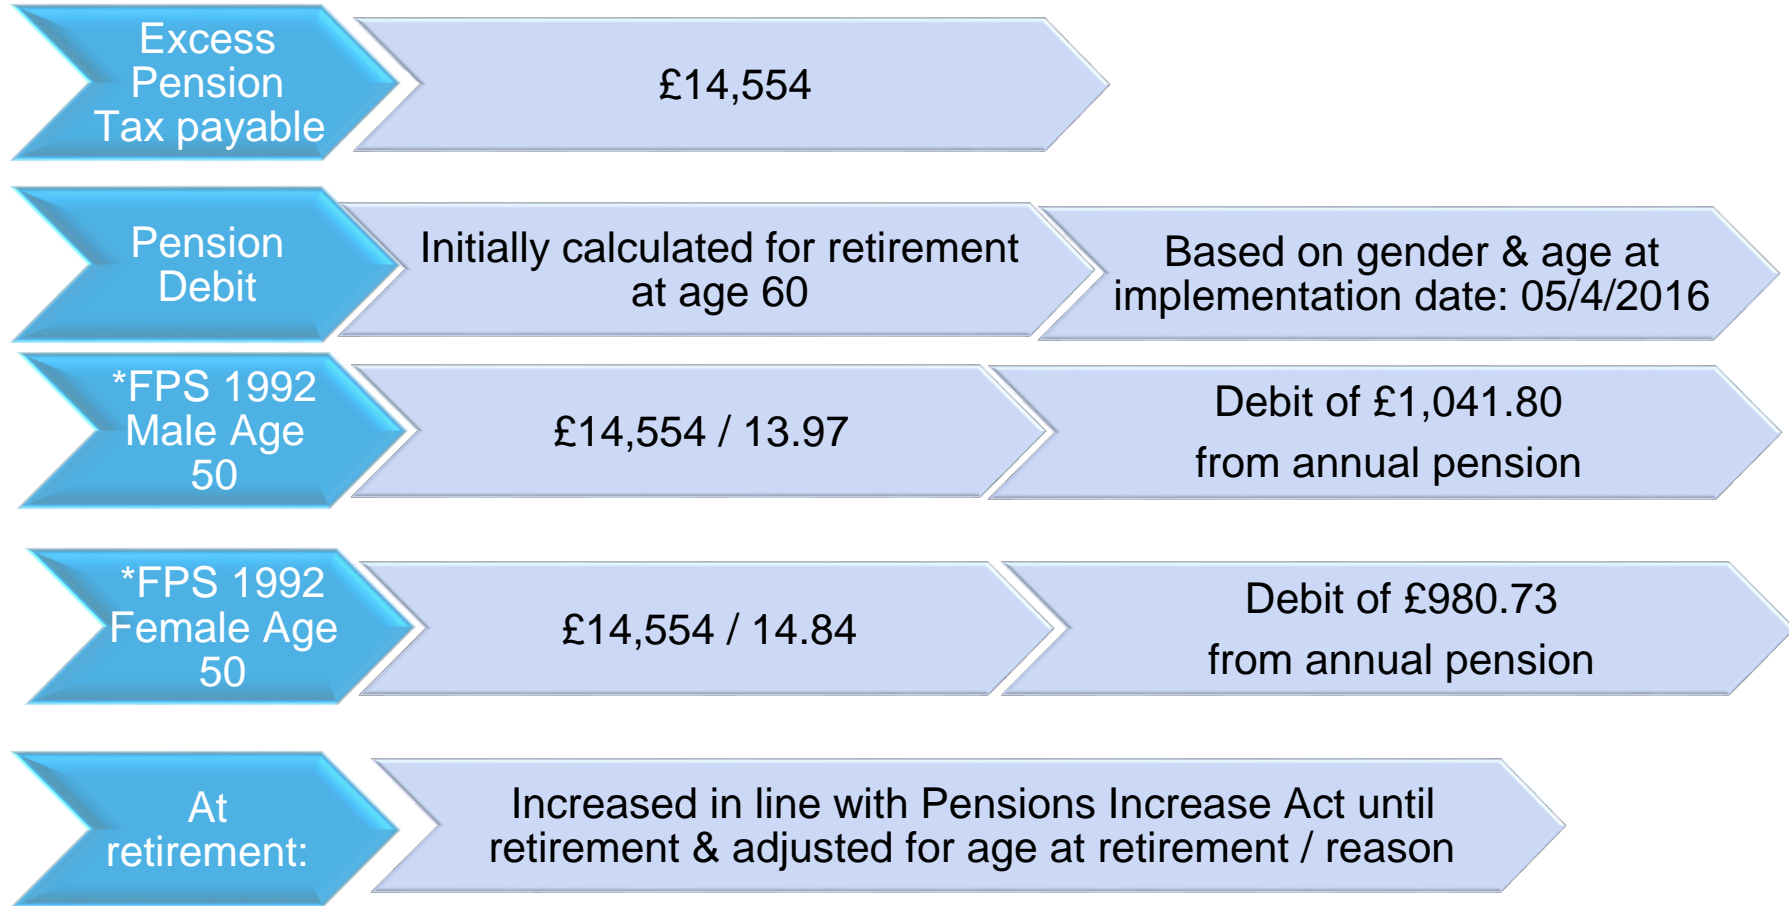 Excess
Pension
Tax payable
£14,554
Pension
Debit
Initially calculated for retirement
at age 60
Based on gender & age at
implementation date: 05/4/2016
*FPS 1992
Male Age
50
£14,554 / 13.97
Debit of £1,041.80
from annual pension
*FPS 1992
Female Age
50
£14,554 / 14.84
Debit of £980.73
from annual pension
At
retirement:
Increased in line with Pensions Increase Act until
retirement & adjusted for age at retirement / reason